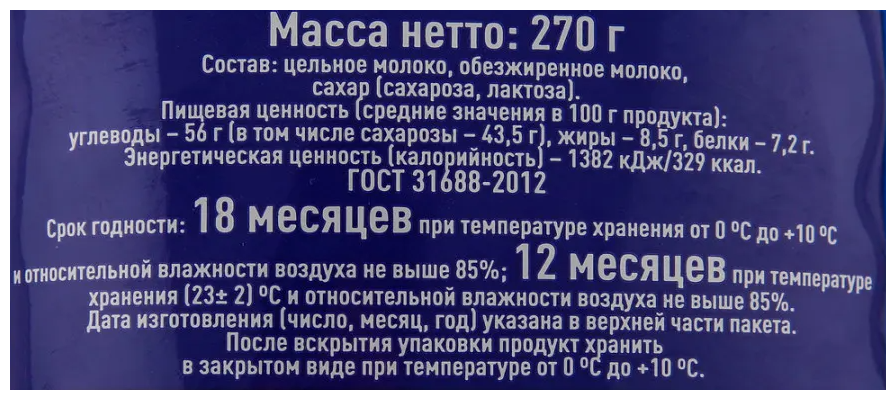 Масса нетто: 270 г
Состав: цельное молоко, обезжиренное молоко,
сахар (сахароза, лактоза).
Пищевая ценность (средние значения в 100 г продукта):
углеводы – 56 г (в том числе сахарозы – 43,5 г), жиры – 8,5 г, белки – 7,2 г.
Энергетическая ценность (калорийность) – 1382 кДж/329 ккал.
ГОСТ 31688-2012
Срок годности: 18 месяцев при температуре хранения от 0 ºС до +10 ºС
и относительной влажности воздуха не выше 85%; 12 месяцев при температуре
хранения (23± 2) ºС и относительной влажности воздуха не выше 85%.
Дата изготовления (число, месяц, год) указана в верхней части пакета.
После вскрытия упаковки продукт хранить
в закрытом виде при температуре от 0 ºС до +10 ºС.